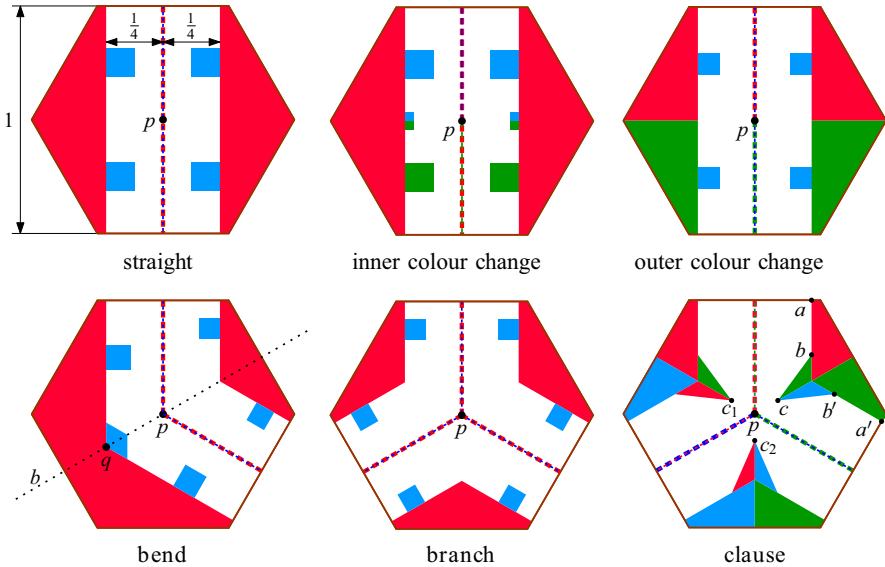 1/4 1/4
1
p p p
straight inner colour change outer colour change
a
b
c₁ c b′
p p p a′
b q c₂
bend branch clause